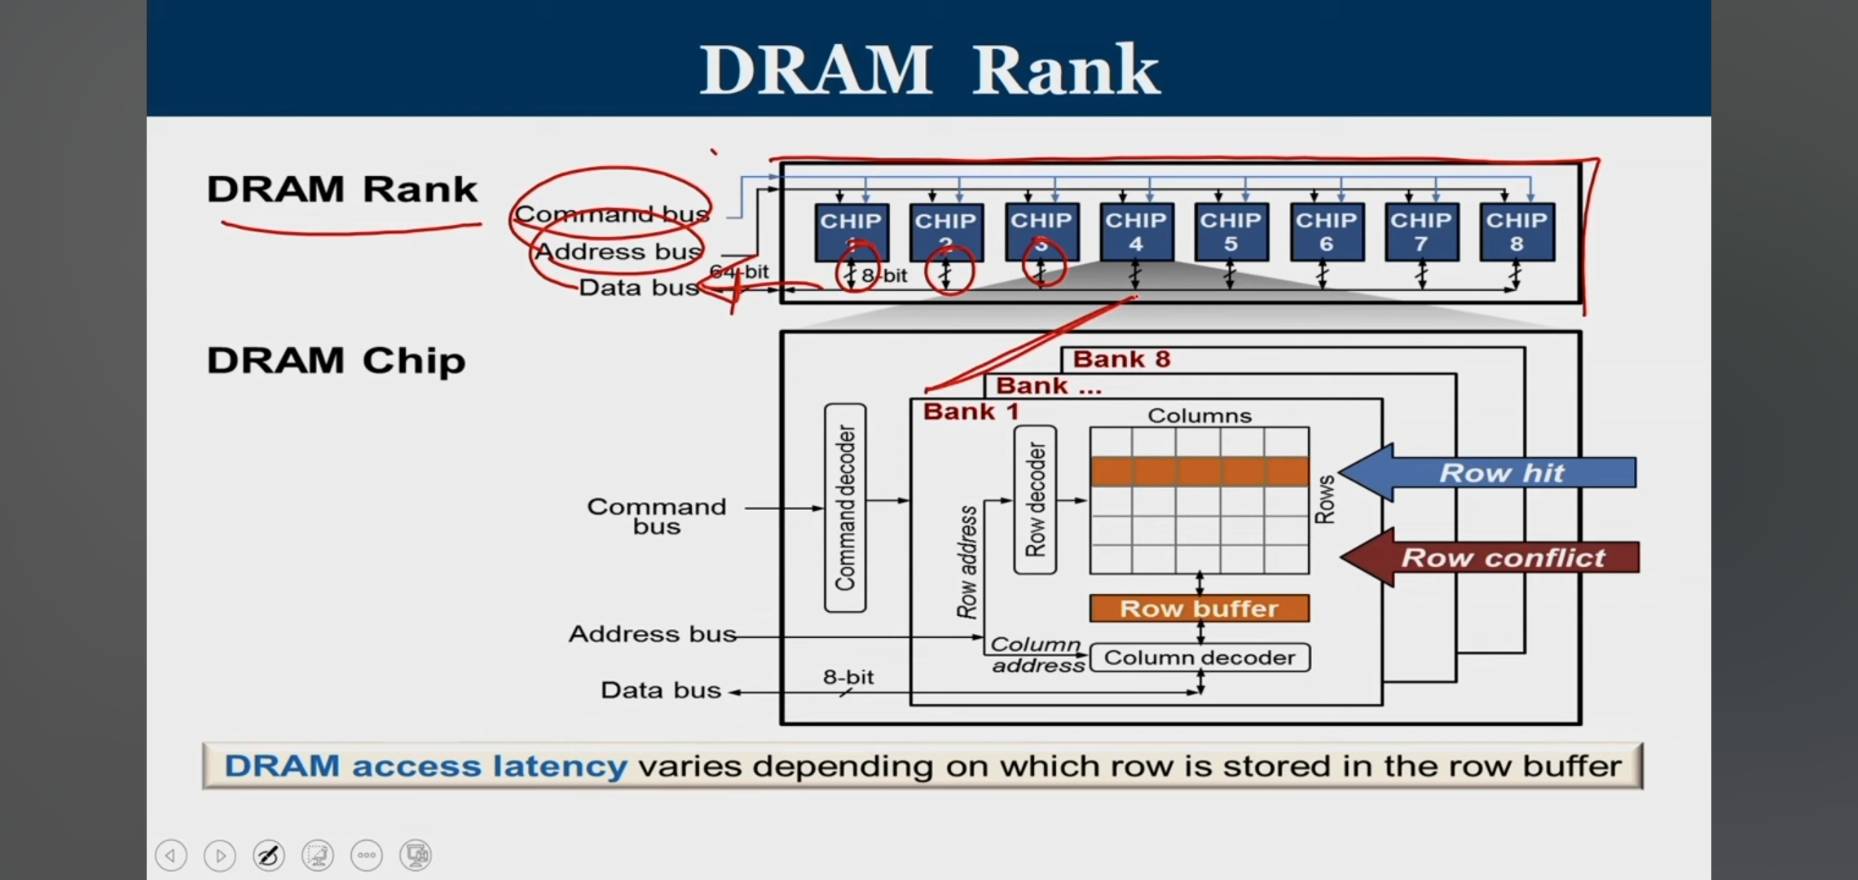 DRAM Rank
DRAM Rank
Command bus
Address bus
64-bit
Data bus
CHIP 1
CHIP 2
CHIP 3
CHIP 4
CHIP 5
CHIP 6
CHIP 7
CHIP 8
8-bit
DRAM Chip
Bank 8
Bank ...
Bank 1
Columns
Command decoder
Row decoder
Rows
Row hit
Row conflict
Command
bus
Row address
Row buffer
Address bus
Column
address
Column decoder
8-bit
Data bus
DRAM access latency varies depending on which row is stored in the row buffer